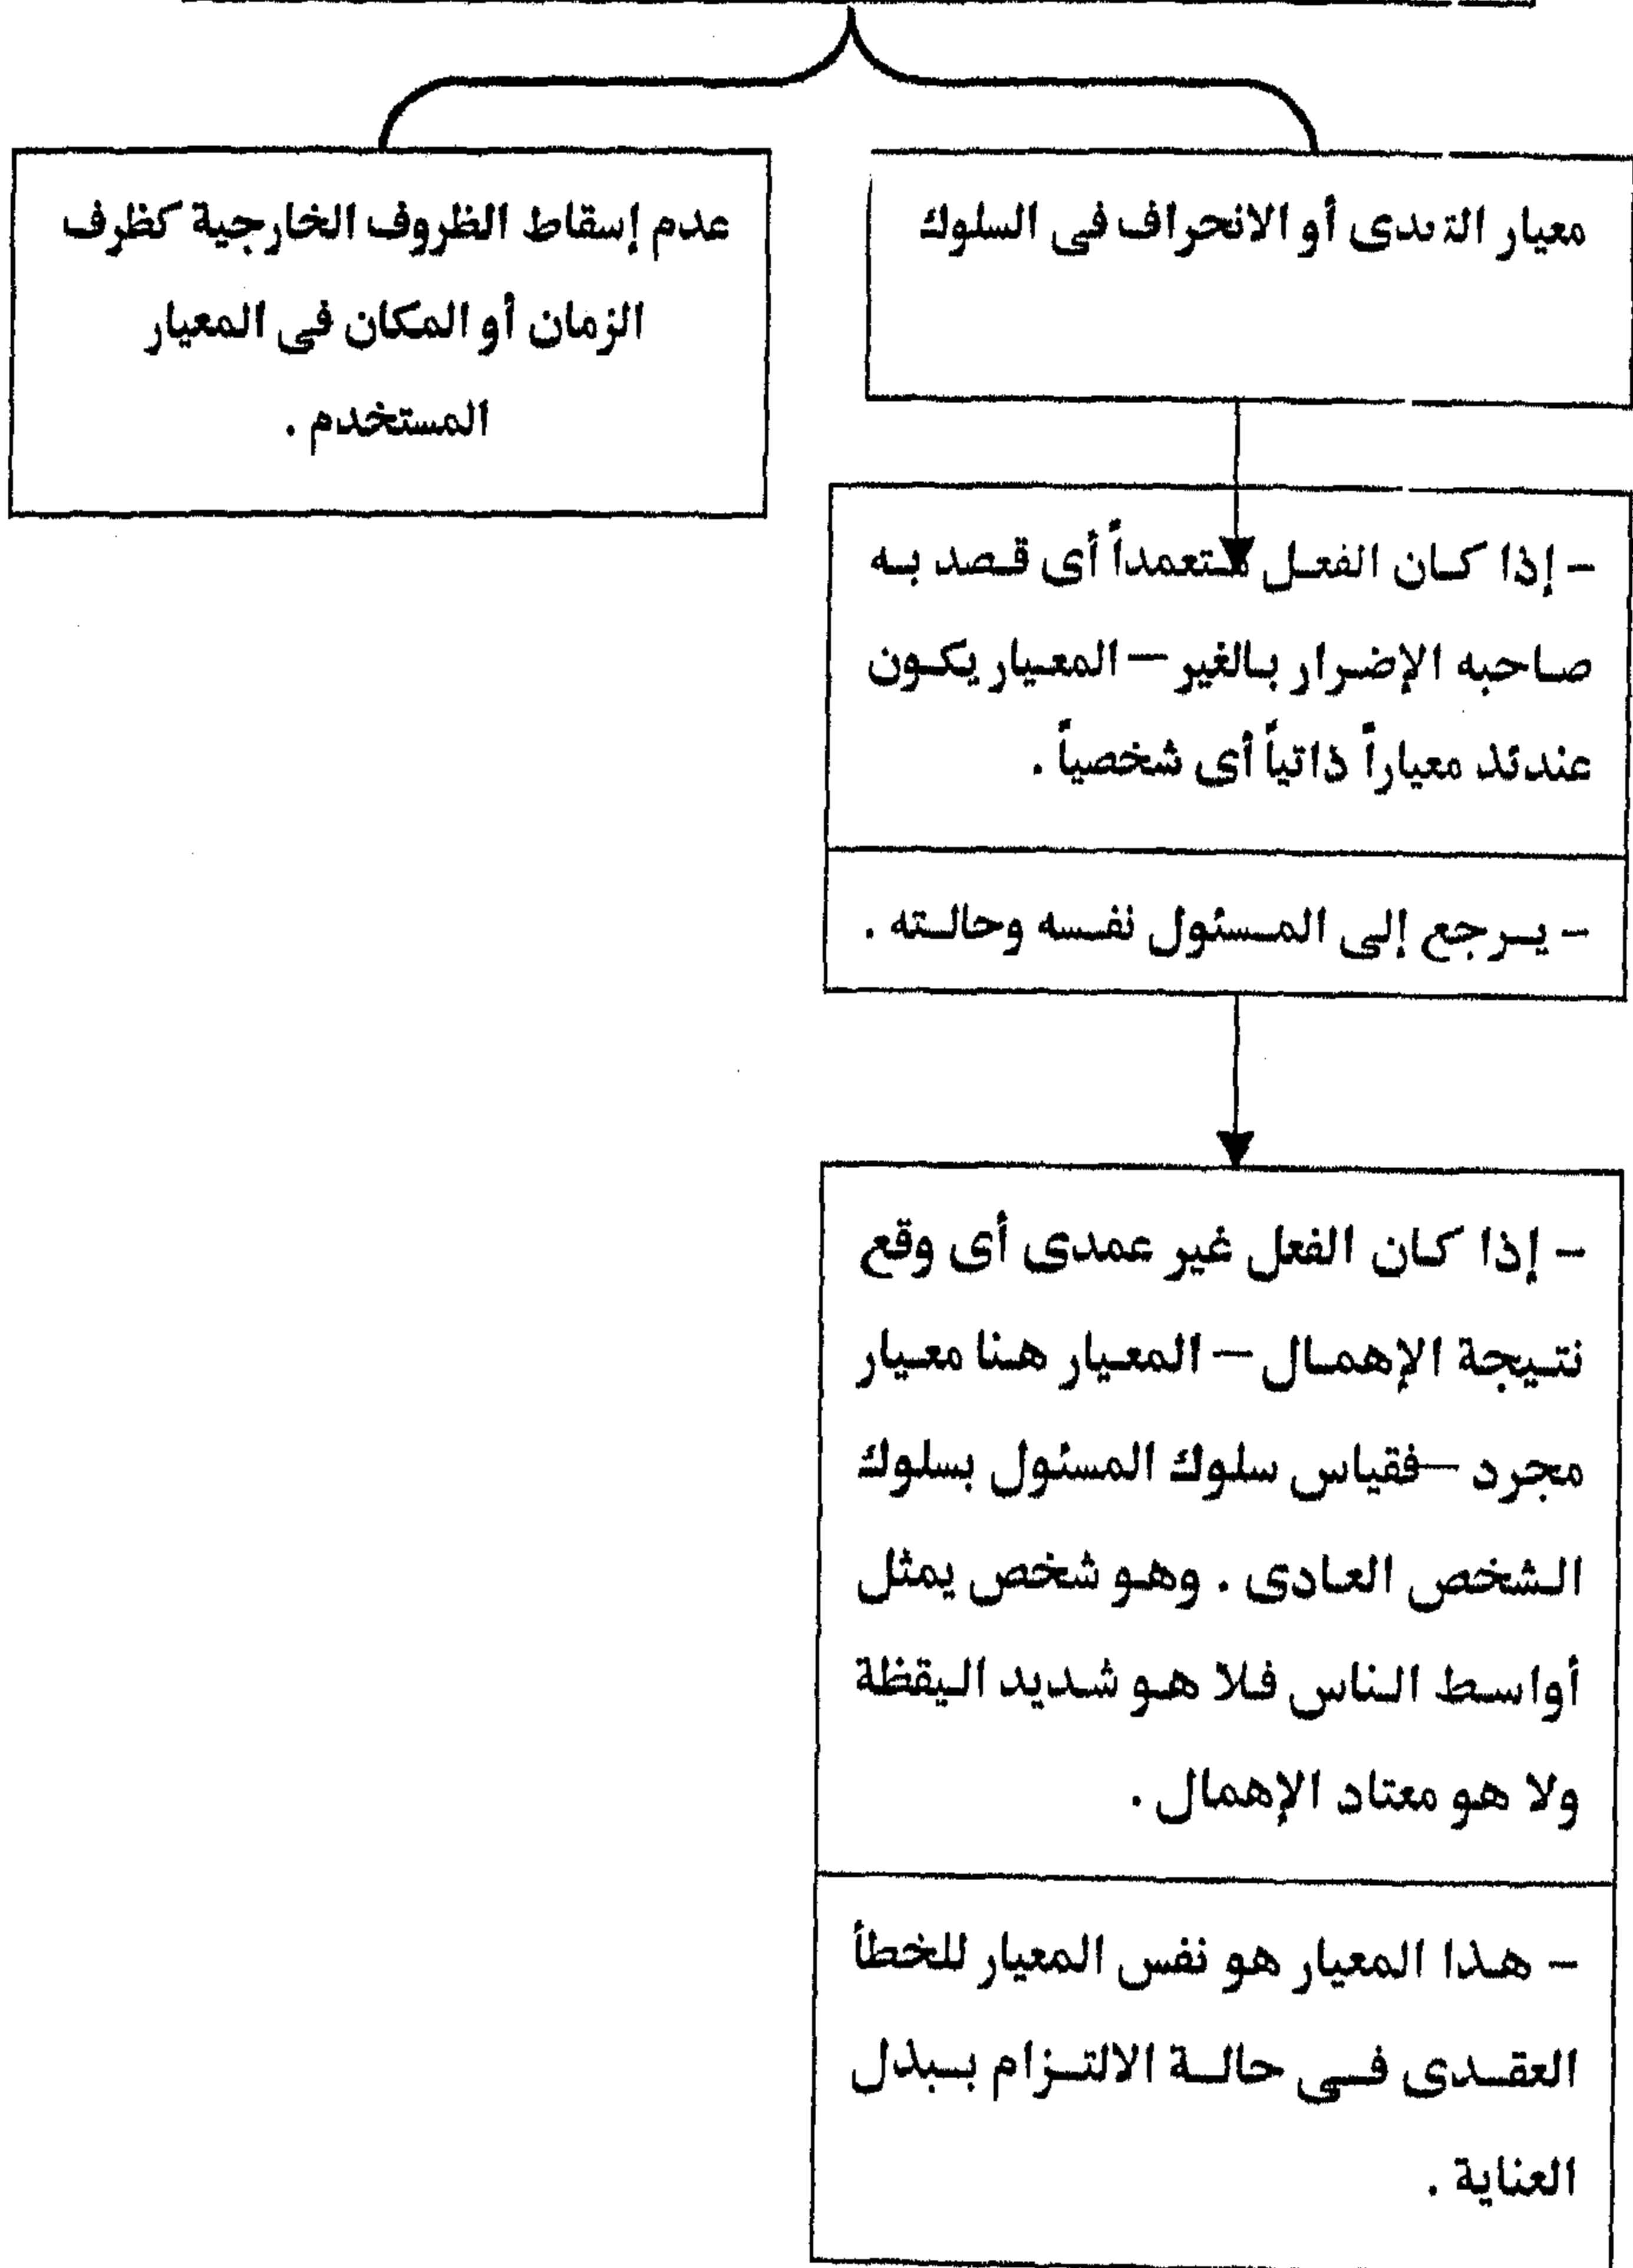 معيار التعدى أو الانحراف فى السلوك
عدم إسقاط الظروف الخارجية كظرف
الزمان أو المكان فى المعيار
المستخدم .
- إذا كان الفعل متعمداً أى قصد به
صاحبه الإضرار بالغير – المعيار يكون
عندئذ معياراً ذاتياً أى شخصياً .
- يرجع إلى المسئول نفسه وحالته .
- إذا كان الفعل غير عمدى أى وقع
نتيجة الإهمال – المعيار هنا معيار
مجرد – فقياس سلوك المسئول بسلوك
الشخص العادى . وهو شخص يمثل
أواسط الناس فلا هو شديد اليقظة
ولا هو معتاد الإهمال .
- هذا المعيار هو نفس المعيار للخطأ
العقدى فى حالة الالتزام ببذل
العناية .